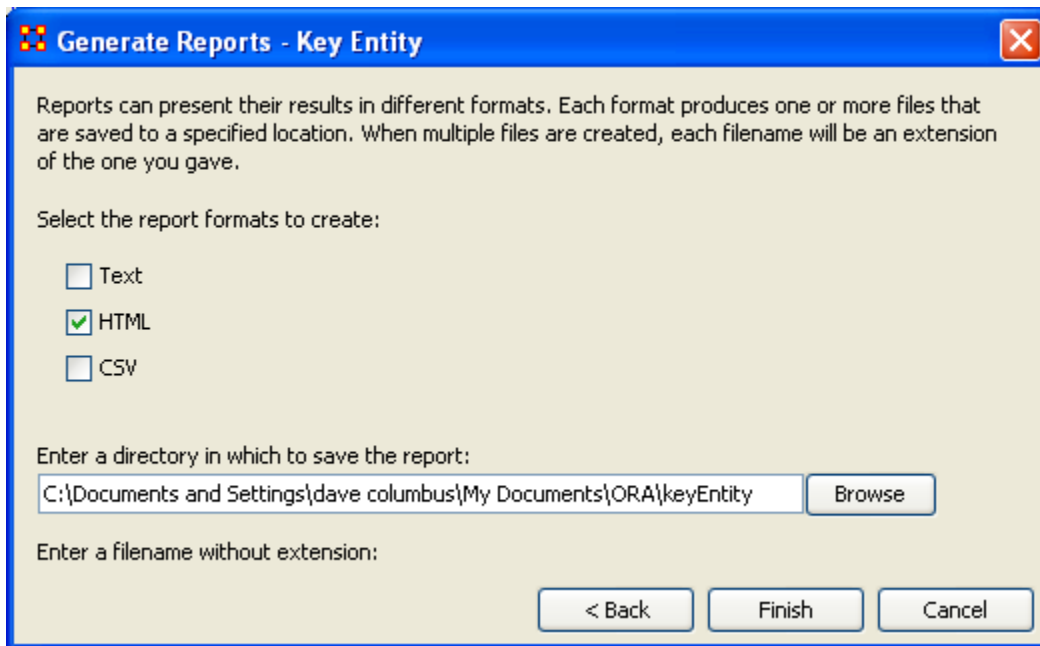 Generate Reports - Key Entity
Reports can present their results in different formats. Each format produces one or more files that
are saved to a specified location. When multiple files are created, each filename will be an extension
of the one you gave.
Select the report formats to create:
Text
HTML
CSV
Enter a directory in which to save the report:
C:\Documents and Settings\dave columbus\My Documents\ORA\keyEntity
Browse
Enter a filename without extension:
< Back
Finish
Cancel